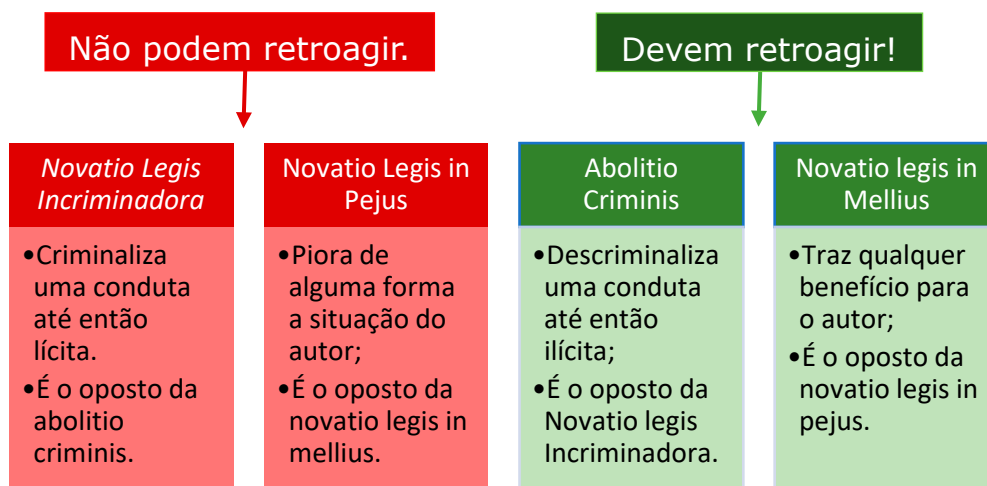 Não podem retroagir.
Devem retroagir!
Novatio Legis
Incriminadora
•Criminaliza
uma conduta
até então
lícita.
•É o oposto da
abolitio
criminis.
Novatio Legis in
Pejus
•Piora de
alguma forma
a situação do
autor;
•É o oposto da
novatio legis in
mellius.
Abolitio
Criminis
•Descriminaliza
uma conduta
até então
ilícita;
•É o oposto da
Novatio legis
Incriminadora.
Novatio legis in
Mellius
•Traz qualquer
benefício para
o autor;
•É o oposto da
novatio legis in
pejus.